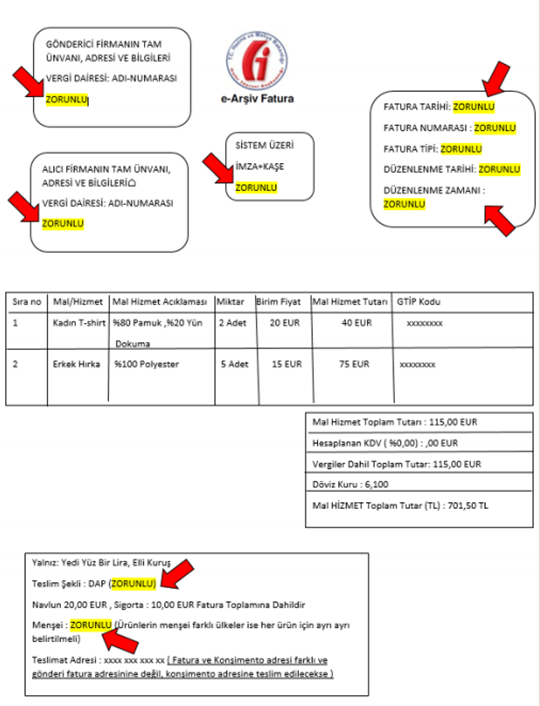 GÖNDERİCİ FİRMANIN TAM
ÜNVANI, ADRESİ VE BİLGİLERİ
VERGİ DAİRESİ: ADI-NUMARASI
ZORUNLU
T.C. Hazine ve Maliye Bakanlığı
Gelir İdaresi Başkanlığı
e-Arşiv Fatura
SİSTEM ÜZERİ
İMZA+KAŞE
ZORUNLU
FATURA TARİHİ: ZORUNLU
FATURA NUMARASI : ZORUNLU
FATURA TİPİ: ZORUNLU
DÜZENLENME TARİHİ: ZORUNLU
DÜZENLENME ZAMANI :
ZORUNLU
ALICI FİRMANIN TAM ÜNVANI,
ADRESİ VE BİLGİLERİ
VERGİ DAİRESİ: ADI-NUMARASI
ZORUNLU
Sıra no Mal/Hizmet Mal Hizmet Acıklaması Miktar Birim Fiyat Mal Hizmet Tutarı GTİP Kodu
1 Kadın T-shirt %80 Pamuk ,%20 Yün 2 Adet 20 EUR 40 EUR xxxxxxxx
Dokuma
2 Erkek Hırka %100 Polyester 5 Adet 15 EUR 75 EUR xxxxxxxx
Mal Hizmet Toplam Tutarı : 115,00 EUR
Hesaplanan KDV ( %0,00) : ,00 EUR
Vergiler Dahil Toplam Tutar: 115,00 EUR
Döviz Kuru : 6,100
Mal HİZMET Toplam Tutar (TL) : 701,50 TL
Yalnız: Yedi Yüz Bir Lira, Elli Kuruş
Teslim Şekli : DAP (ZORUNLU)
Navlun 20,00 EUR , Sigorta : 10,00 EUR Fatura Toplamına Dahildir
Menşei : ZORUNLU (Ürünlerin menşei farklı ülkeler ise her ürün için ayrı ayrı
belirtilmeli)
Teslimat Adresi : xxxx xxx xxx xx ( Fatura ve Konşimento adresi farklı ve
gönderi fatura adresinine değil, konşimento adresine teslim edilecekse )